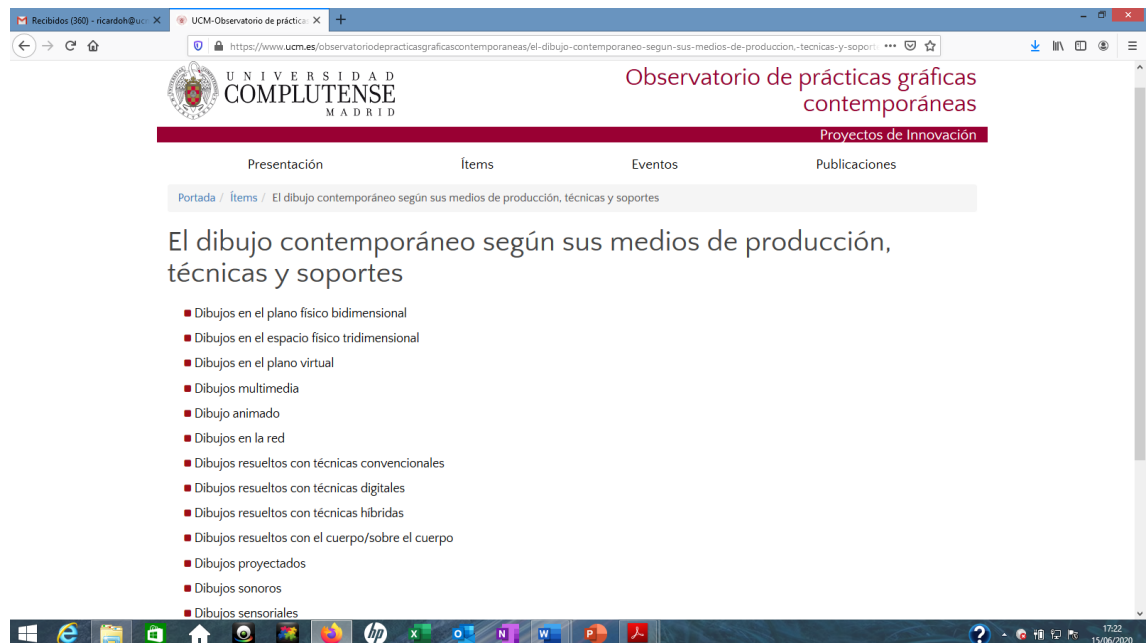 Recibidos (360) - ricardoh@uc
UCM-Observatorio de práctica
https://www.ucm.es/observatoriodepracticasgraficascontemporaneas/el-dibujo-contemporaneo-segun-sus-medios-de-produccion,-tecnicas-y-soport
UNIVERSIDAD
COMPLUTENSE
MADRID
Observatorio de prácticas gráficas
contemporáneas
Proyectos de Innovación
Presentación Ítems Eventos Publicaciones
Portada / Ítems / El dibujo contemporáneo según sus medios de producción, técnicas y soportes
El dibujo contemporáneo según sus medios de producción,
técnicas y soportes
Dibujos en el plano físico bidimensional
Dibujos en el espacio físico tridimensional
Dibujos en el plano virtual
Dibujos multimedia
Dibujo animado
Dibujos en la red
Dibujos resueltos con técnicas convencionales
Dibujos resueltos con técnicas digitales
Dibujos resueltos con técnicas híbridas
Dibujos resueltos con el cuerpo/sobre el cuerpo
Dibujos proyectados
Dibujos sonoros
Dibujos sensoriales
17:22
15/06/2020